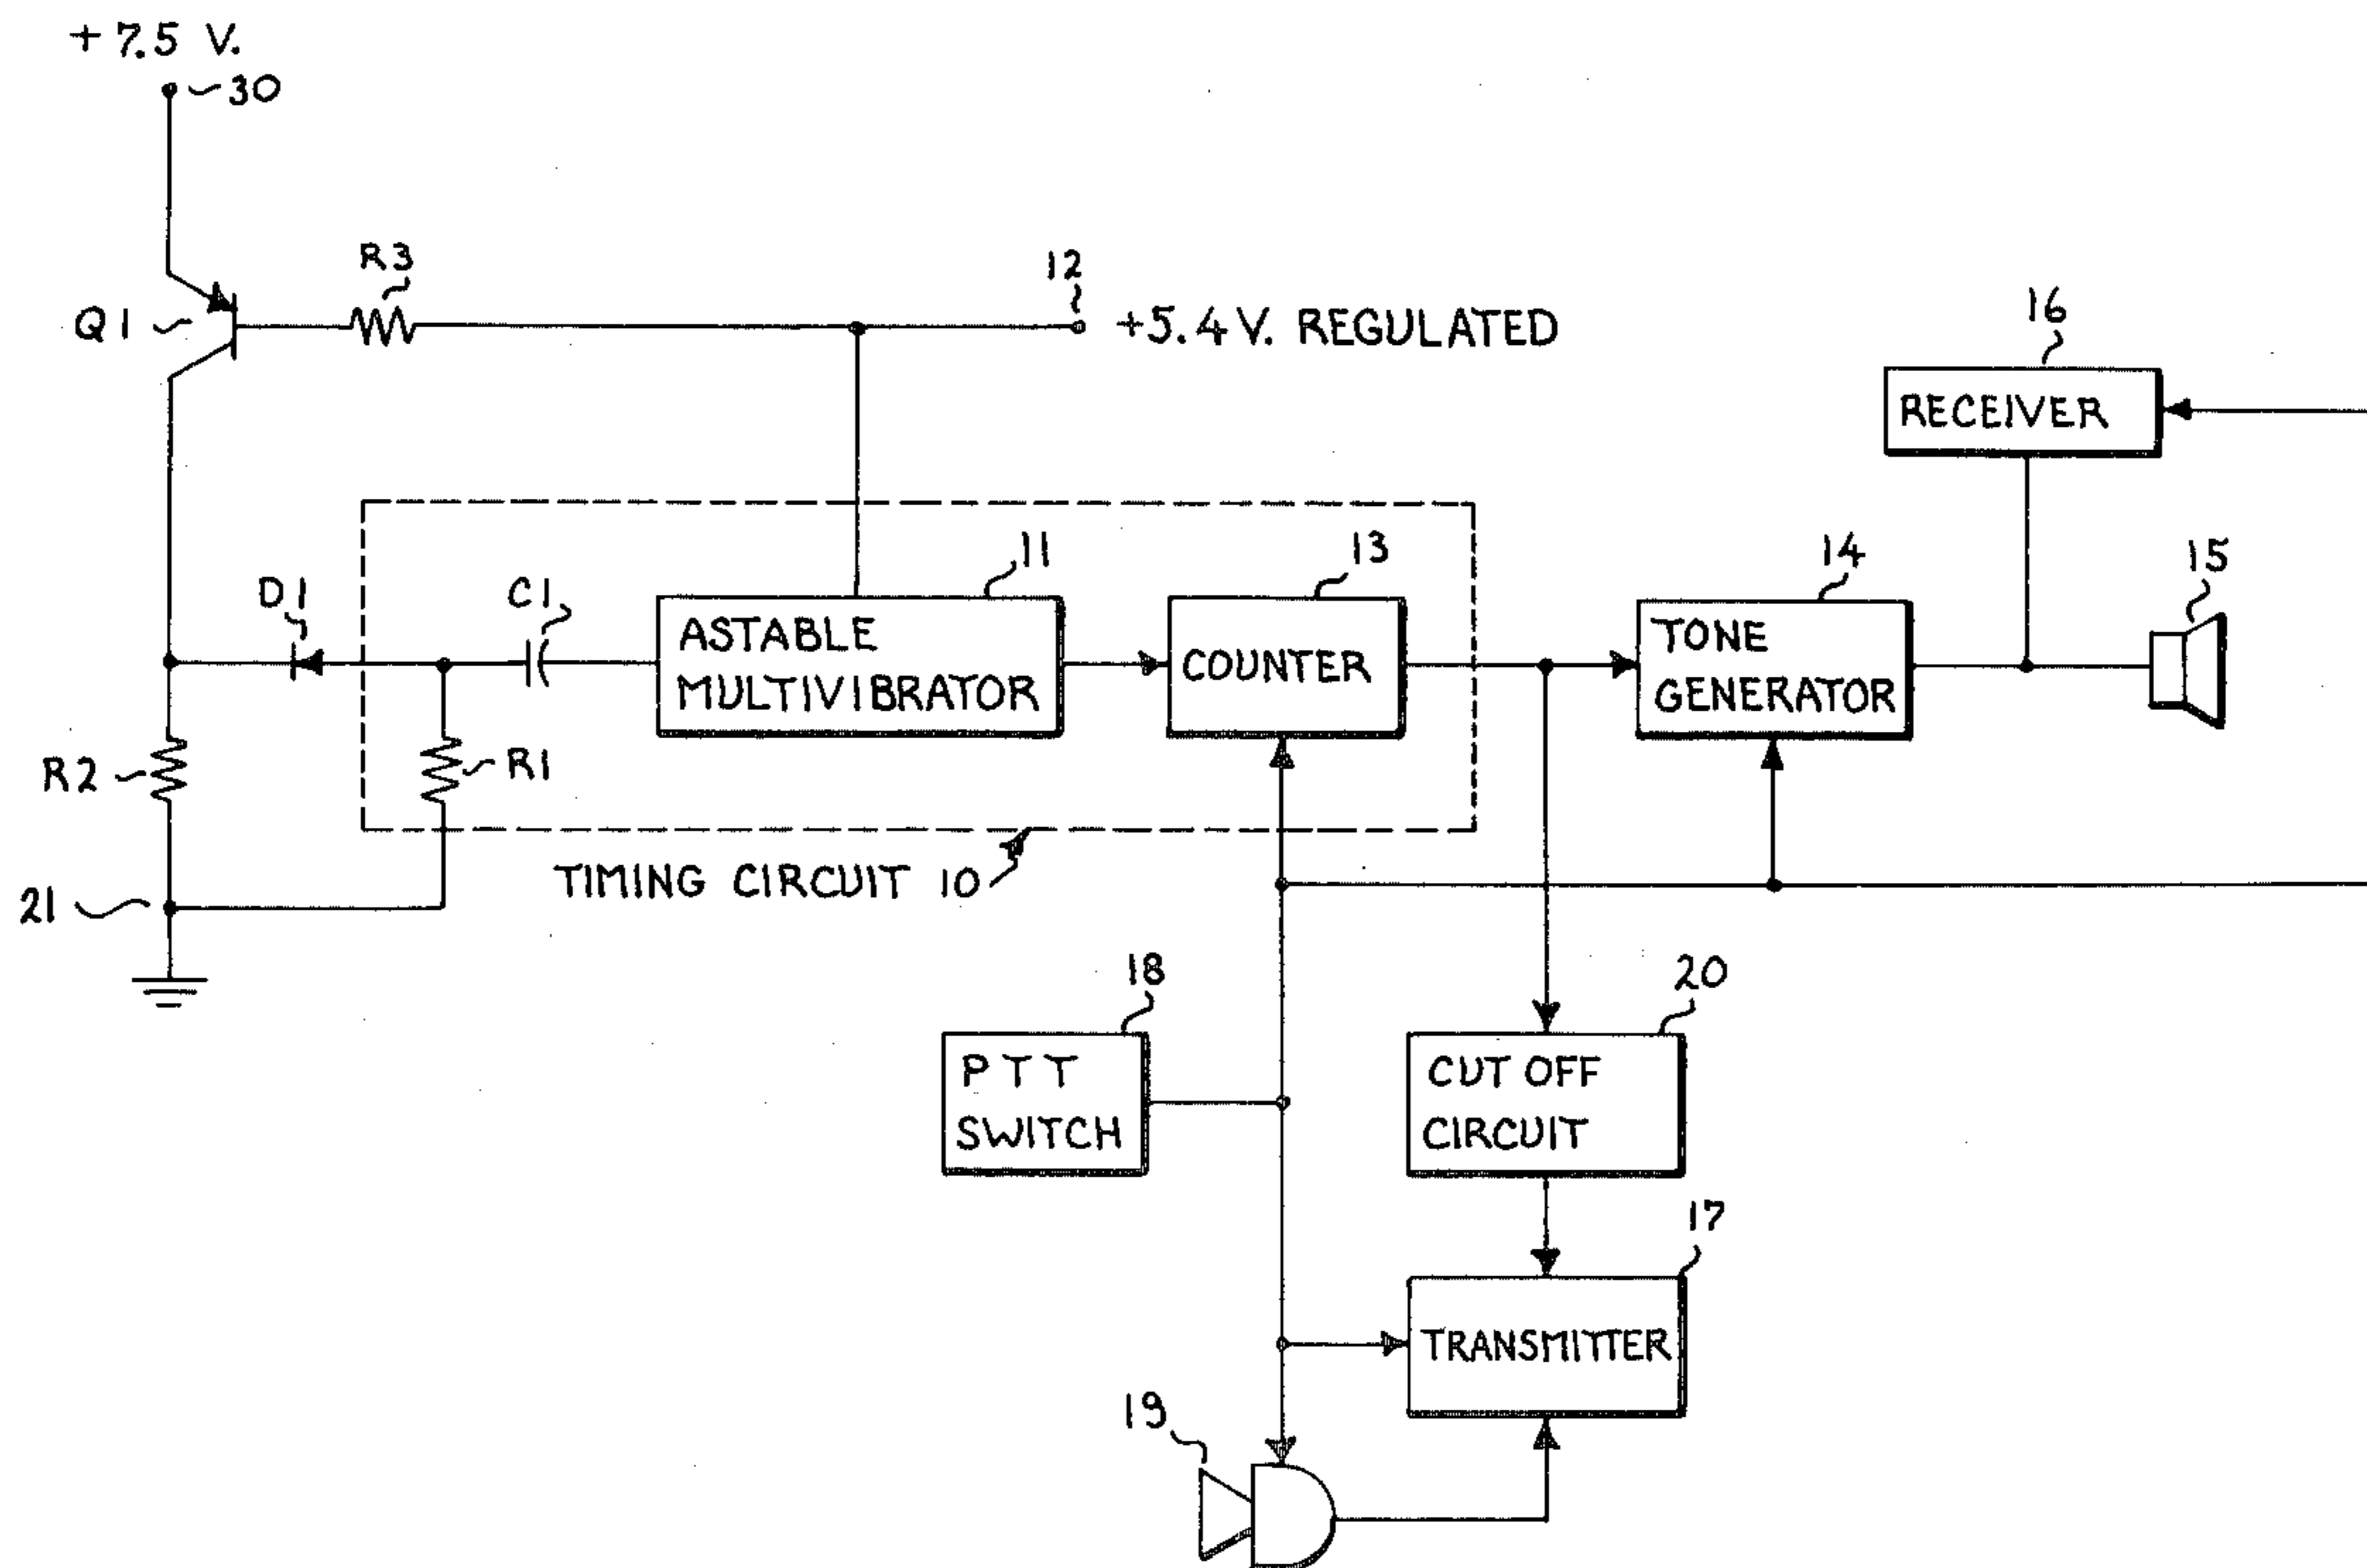 + 7.5 V.
30
R3
12
Q1
+5.4 V. REGULATED
16
RECEIVER
D1
C1
11
13
14
15
ASTABLE
MULTIVIBRATOR
COUNTER
TONE
GENERATOR
R2
R1
TIMING CIRCUIT 10
21
18
20
PTT
SWITCH
CUT OFF
CIRCUIT
17
TRANSMITTER
19